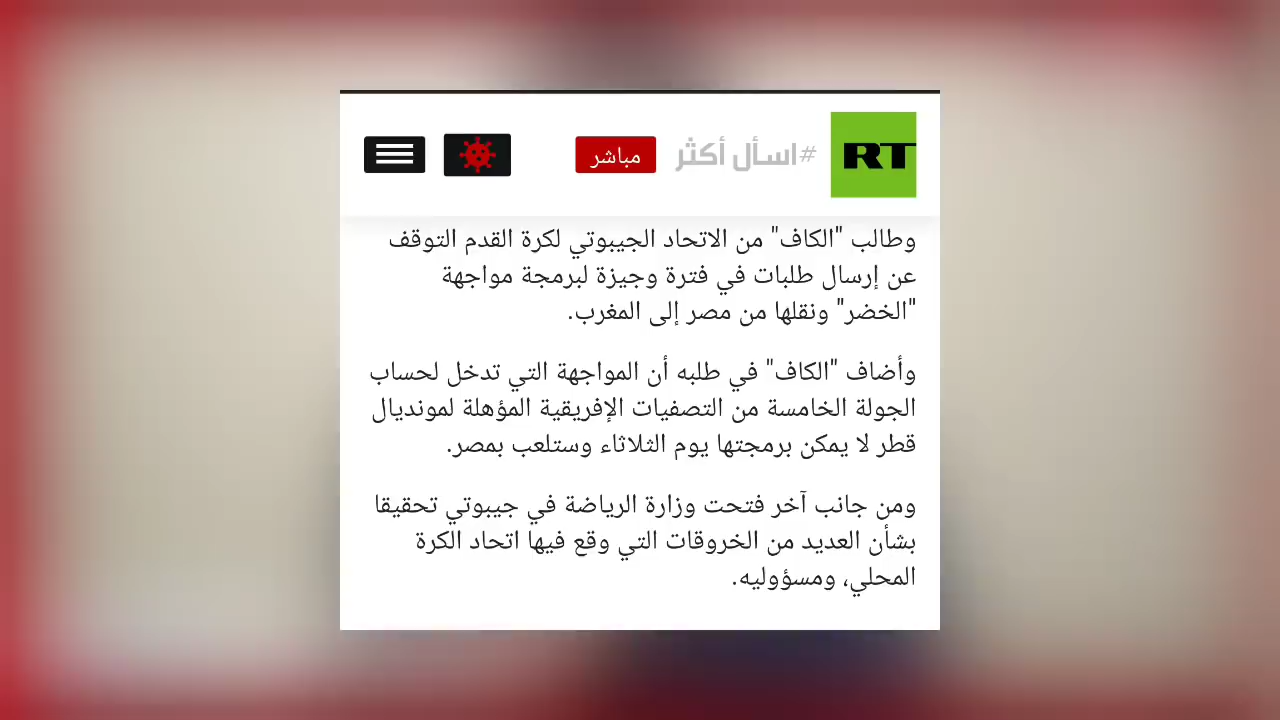 RT
#اسأل أكثر
مباشر
وطالب "الكاف" من الاتحاد الجيبوتي لكرة القدم التوقف
عن إرسال طلبات في فترة وجيزة لبرمجة مواجهة
"الخضر" ونقلها من مصر إلى المغرب.
وأضاف "الكاف" في طلبه أن المواجهة التي تدخل لحساب
الجولة الخامسة من التصفيات الإفريقية المؤهلة لمونديال
قطر لا يمكن برمجتها يوم الثلاثاء وستلعب بمصر.
ومن جانب آخر فتحت وزارة الرياضة في جيبوتي تحقيقا
بشأن العديد من الخروقات التي وقع فيها اتحاد الكرة
المحلي، ومسؤوليه.